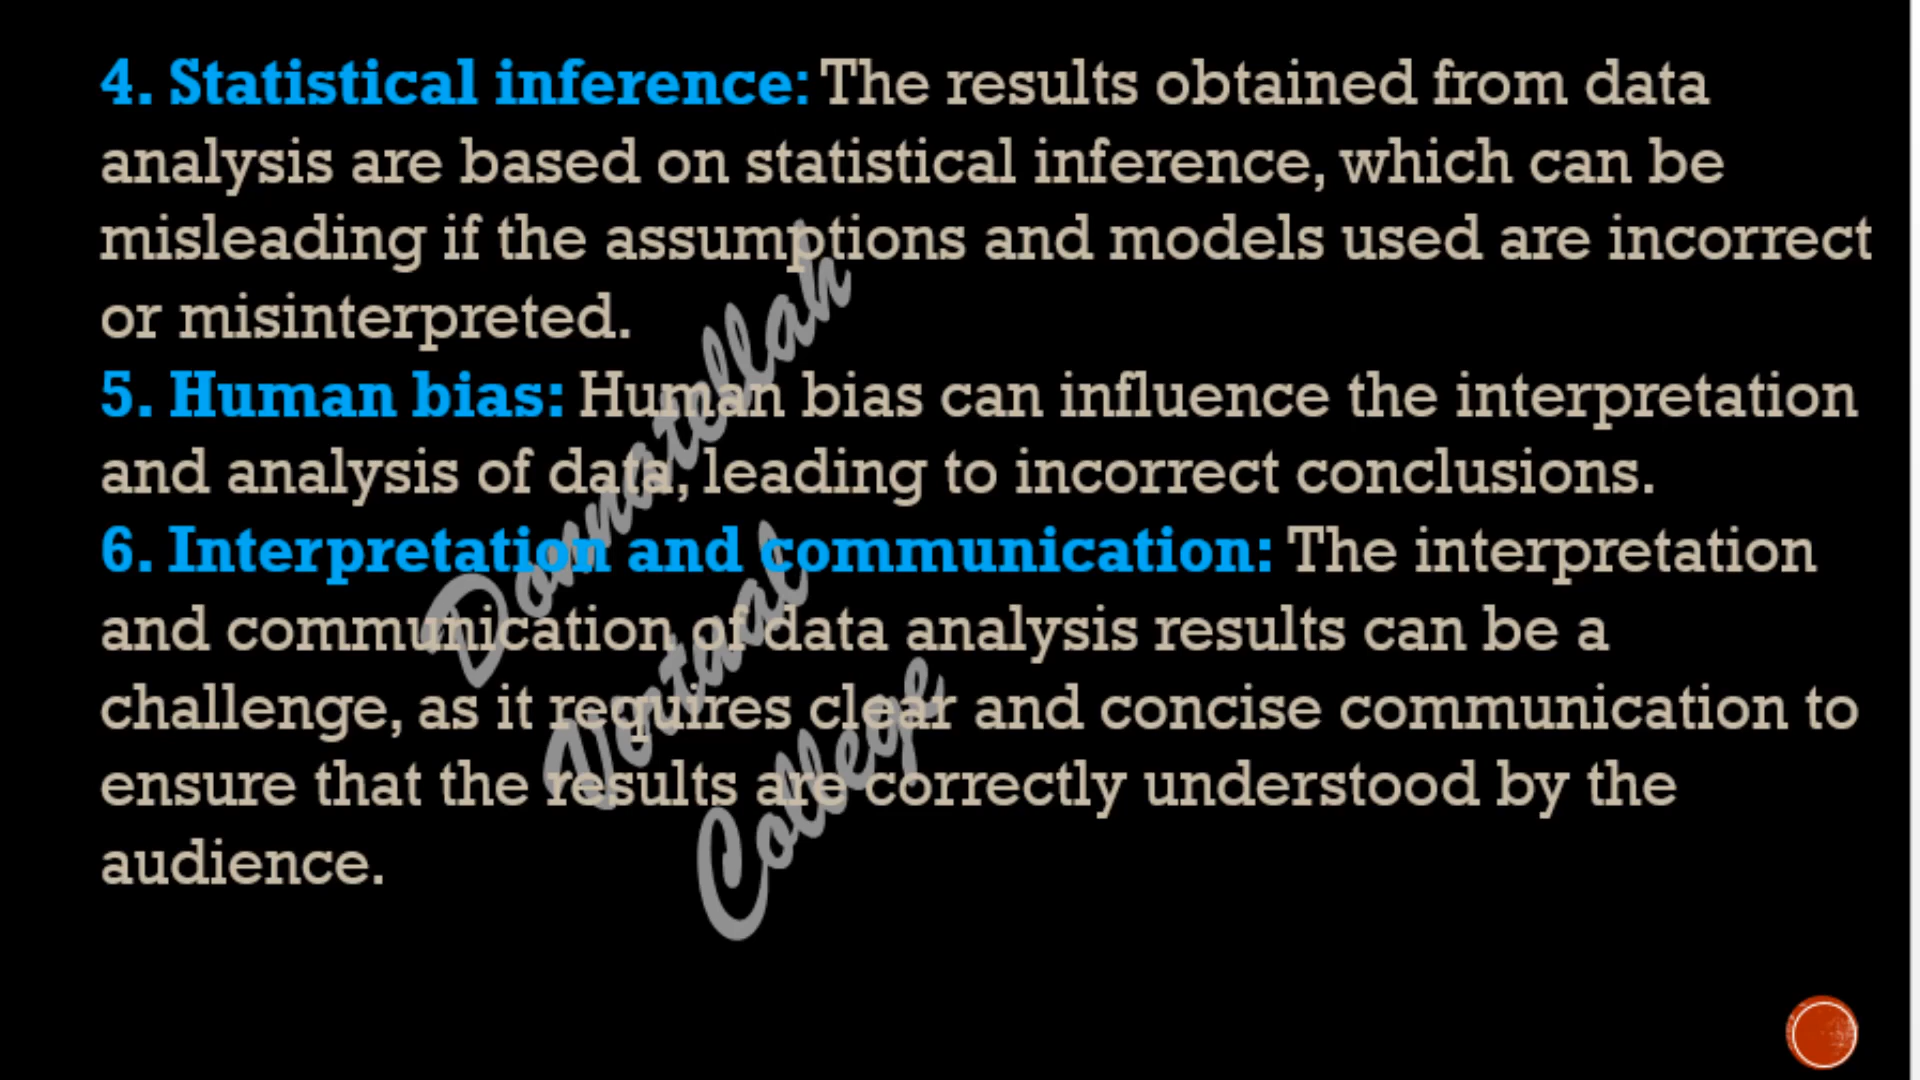 4. Statistical inference: The results obtained from data
analysis are based on statistical inference, which can be
misleading if the assumptions and models used are incorrect
or misinterpreted.
5. Human bias: Human bias can influence the interpretation
and analysis of data, leading to incorrect conclusions.
6. Interpretation and communication: The interpretation
and communication of data analysis results can be a
challenge, as it requires clear and concise communication to
ensure that the results are correctly understood by the
audience.
Donnatellah
Vortual
College